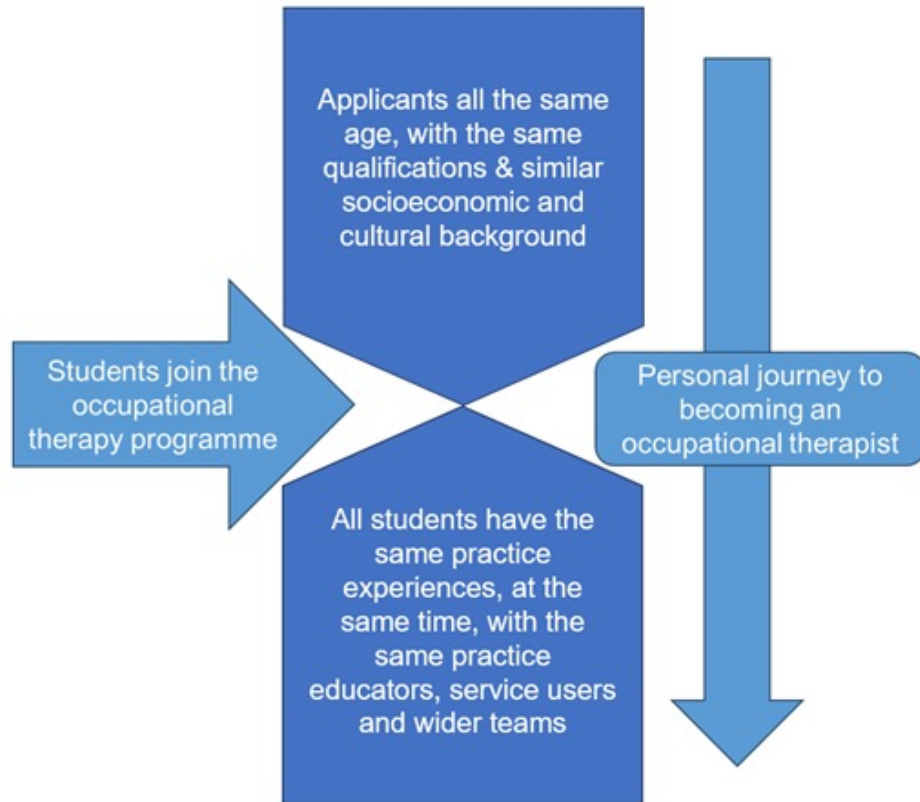 Applicants all the same
age, with the same
qualifications & similar
socioeconomic and
cultural background
Students join the
occupational
therapy programme
Personal journey to
becoming an
occupational therapist
All students have the
same practice
experiences, at the
same time, with the
same practice
educators, service users
and wider teams